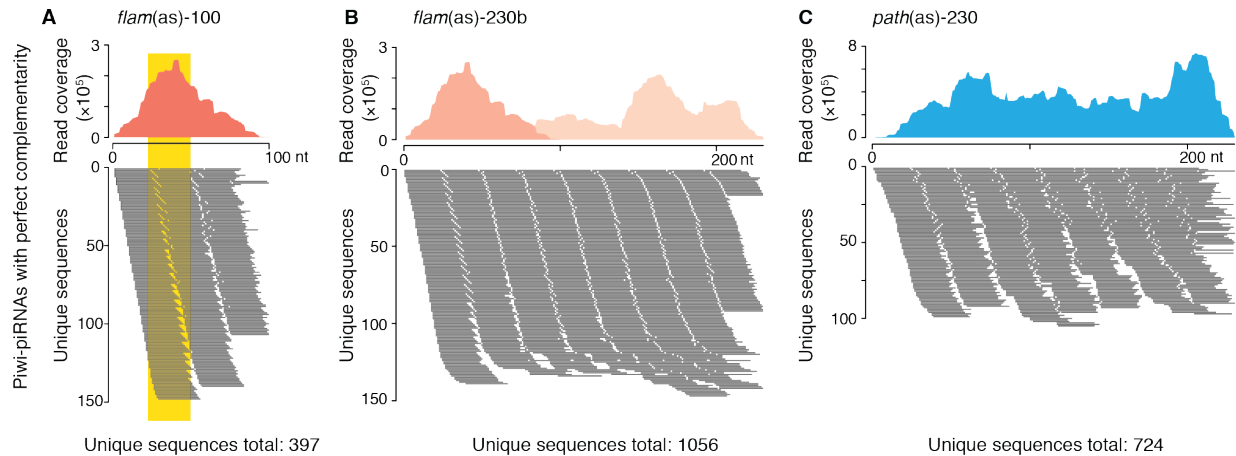 A
flam(as)-100
B
flam(as)-230b
C
path(as)-230
Piwi-piRNAs with perfect complementarity
Read coverage
(×10⁵)
3
0
0
100 nt
Unique sequences
0
50
100
150
Unique sequences total: 397
Read coverage
(×10⁵)
3
0
0
200 nt
Unique sequences
0
50
100
150
Unique sequences total: 1056
Read coverage
(×10⁵)
8
0
0
200 nt
Unique sequences
0
50
100
Unique sequences total: 724